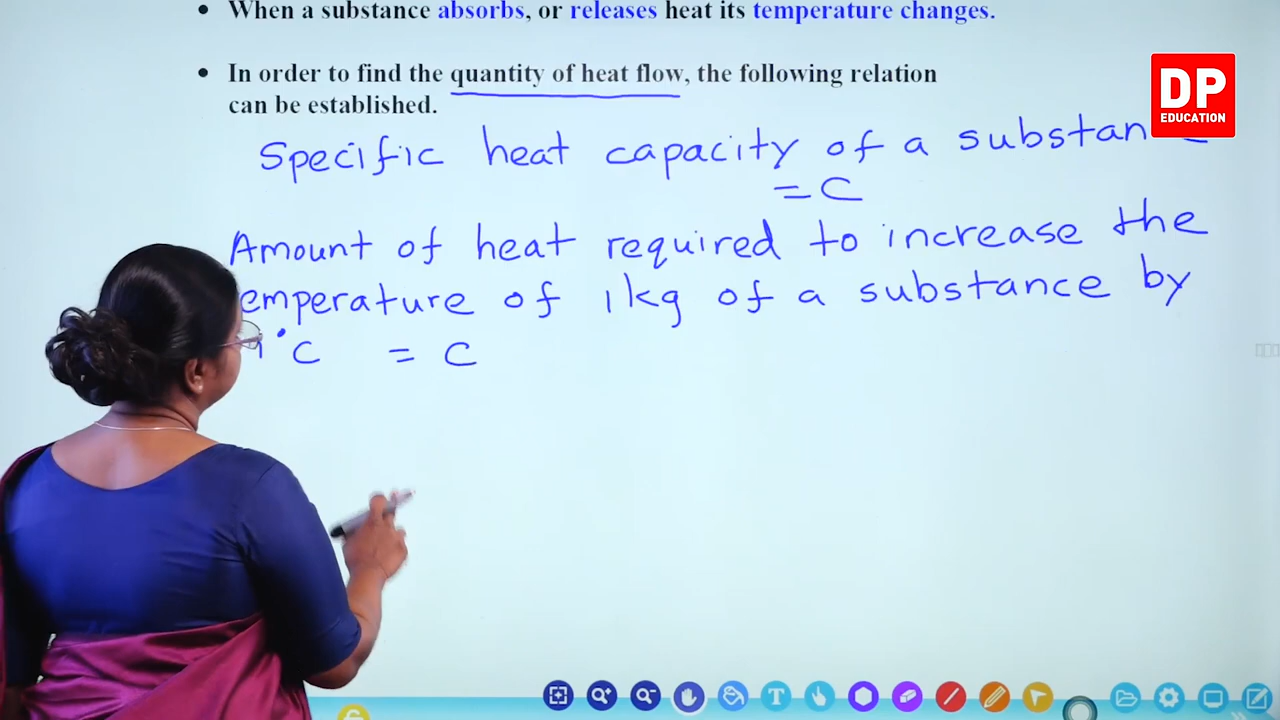 • When a substance absorbs, or releases heat its temperature changes.
• In order to find the quantity of heat flow, the following relation
can be established.
DP
EDUCATION
Specific heat capacity of a substan
= C
Amount of heat required to increase the
emperature of 1kg of a substance by
1°C = C